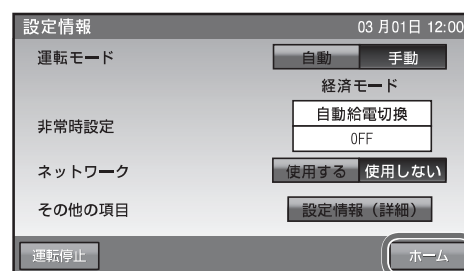 設定情報 03月01日 12:00
運転モード 自動 手動
経済モード
非常時設定 自動給電切換
OFF
ネットワーク 使用する 使用しない
その他の項目 設定情報（詳細）
運転停止 ホーム